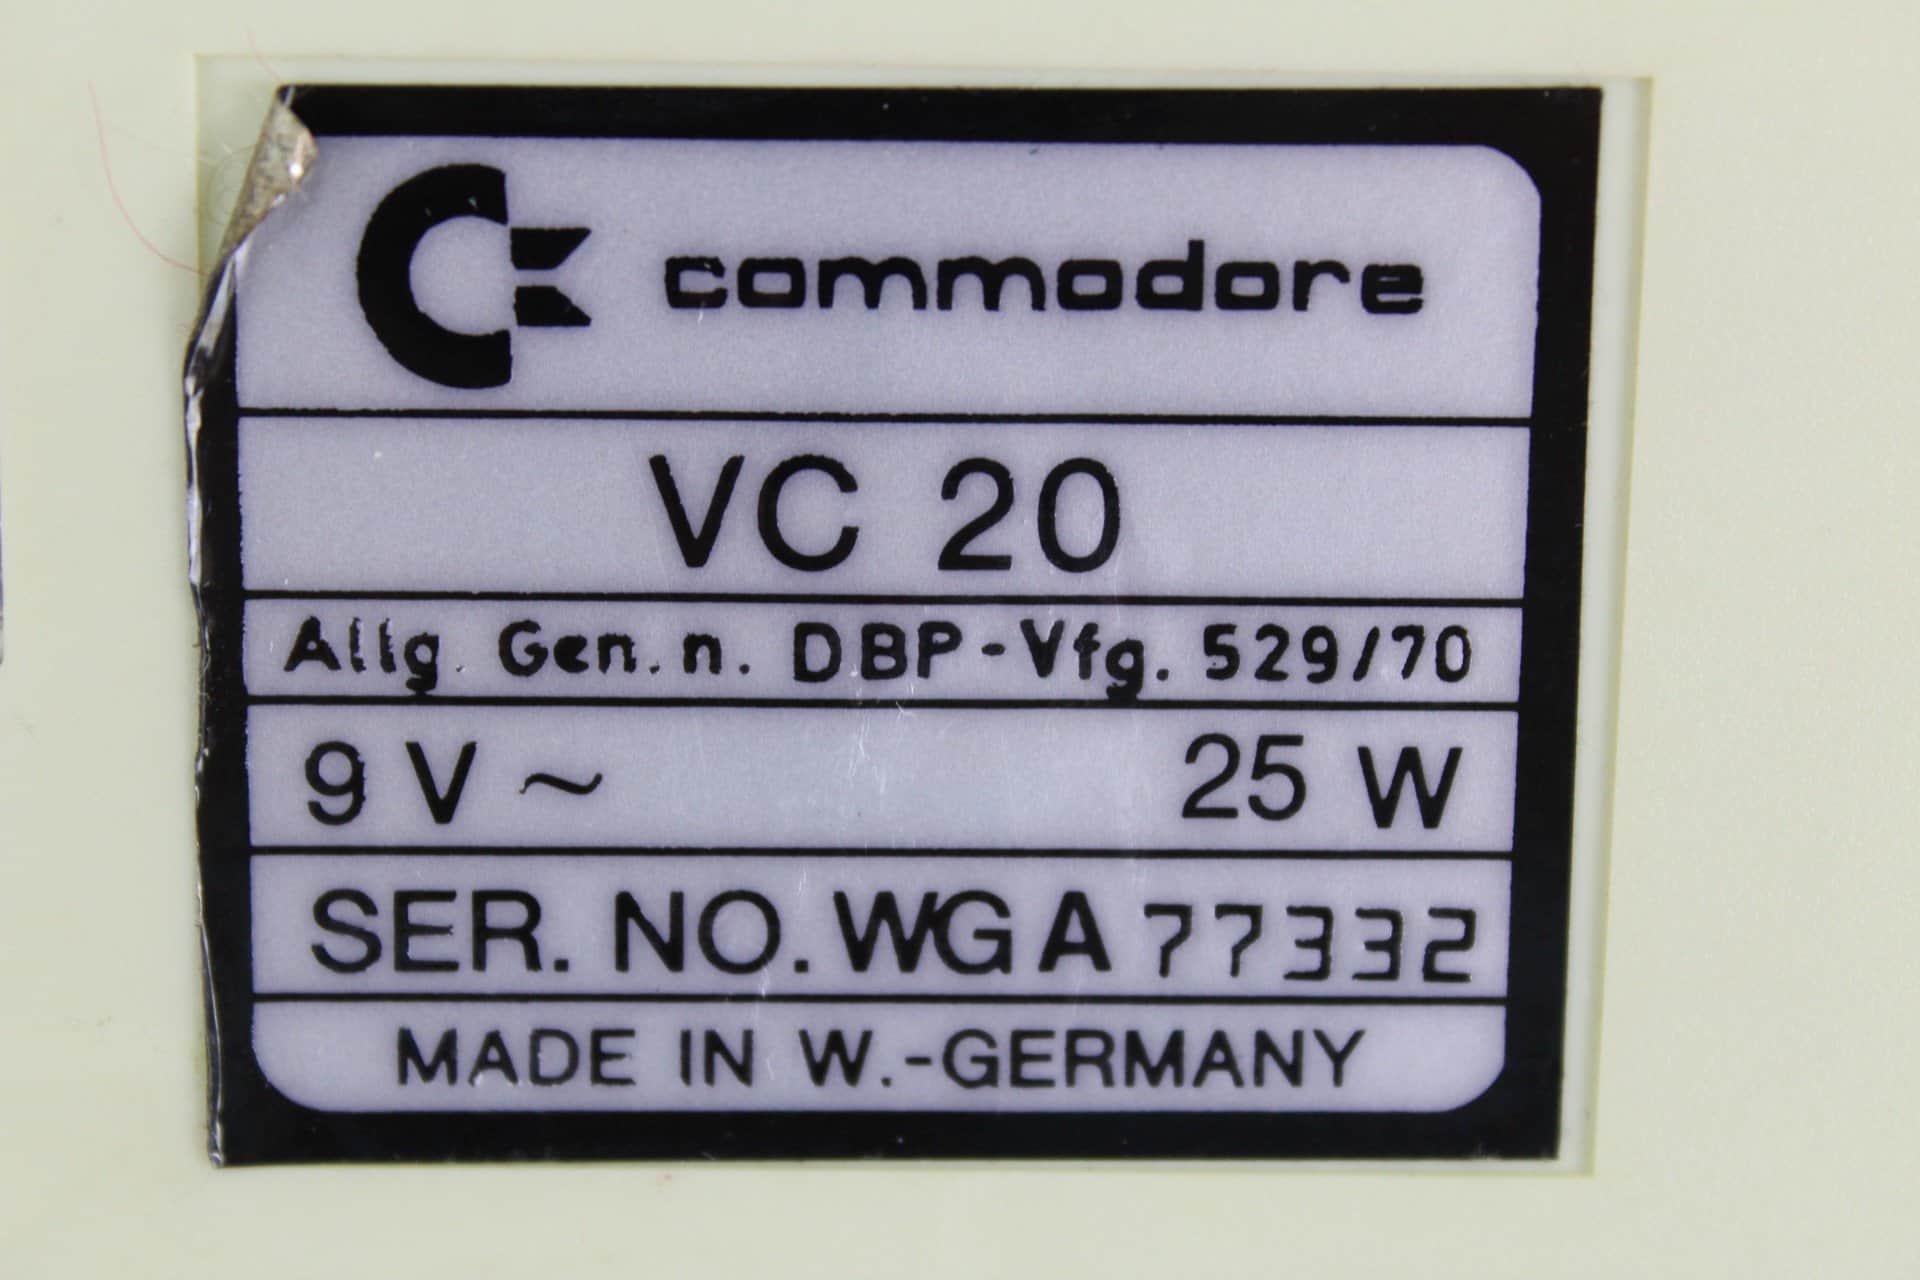 commodore
VC 20
Allg. Gen. n. DBP-Vfg. 529/70
9 V ~ 25 W
SER. NO. WGA 77332
MADE IN W.-GERMANY